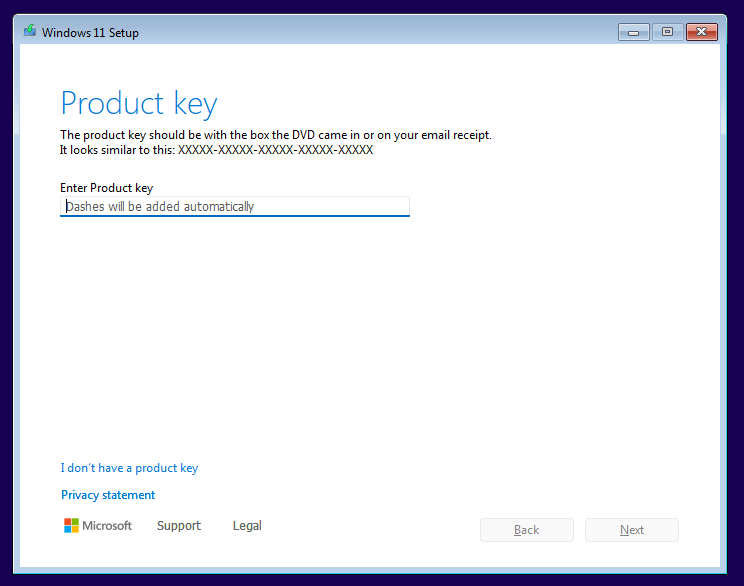 Windows 11 Setup
Product key
The product key should be with the box the DVD came in or on your email receipt.
It looks similar to this: XXXXX-XXXXX-XXXXX-XXXXX-XXXXX
Enter Product key
Dashes will be added automatically
I don't have a product key
Privacy statement
Microsoft Support Legal
Back Next